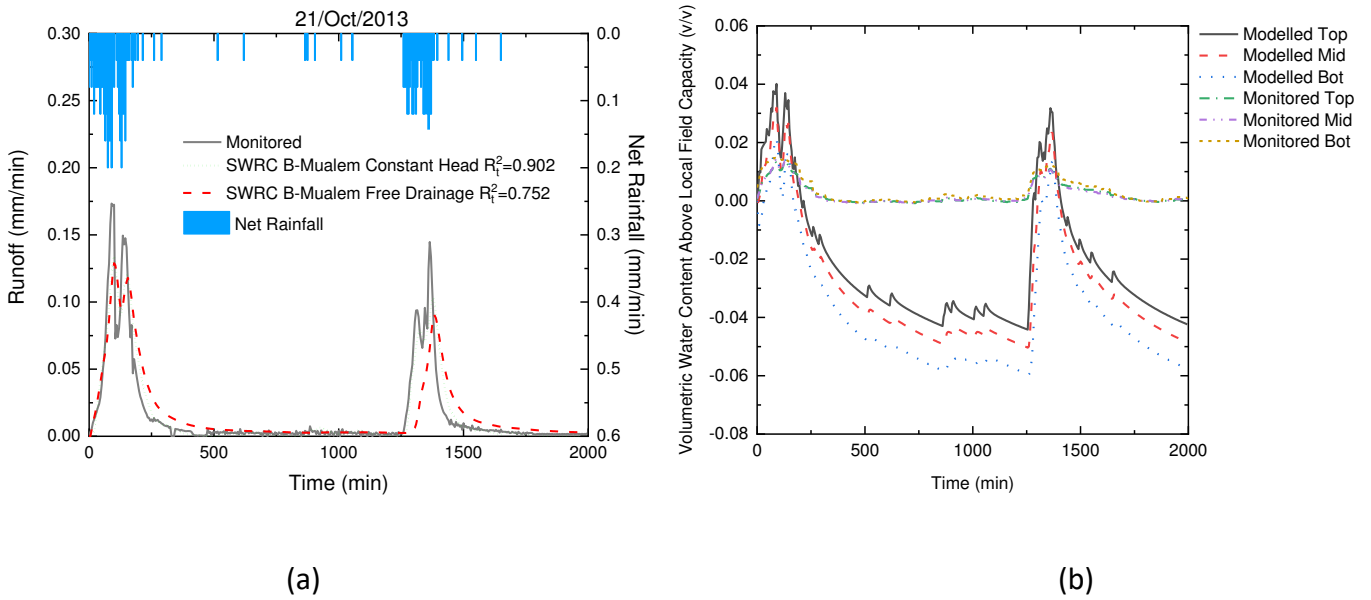 21/Oct/2013
0.30
0.25
0.20
0.15
0.10
0.05
0.00
Runoff (mm/min)
0.0
0.1
0.2
0.3
0.4
0.5
0.6
Net Rainfall (mm/min)
Monitored
SWRC B-Mualem Constant Head R²t=0.902
SWRC B-Mualem Free Drainage R²t=0.752
Net Rainfall
0 500 1000 1500 2000
Time (min)
(a)
0.06
0.04
0.02
0.00
-0.02
-0.04
-0.06
-0.08
Volumetric Water Content Above Local Field Capacity (v/v)
Modelled Top
Modelled Mid
Modelled Bot
Monitored Top
Monitored Mid
Monitored Bot
0 500 1000 1500 2000
Time (min)
(b)